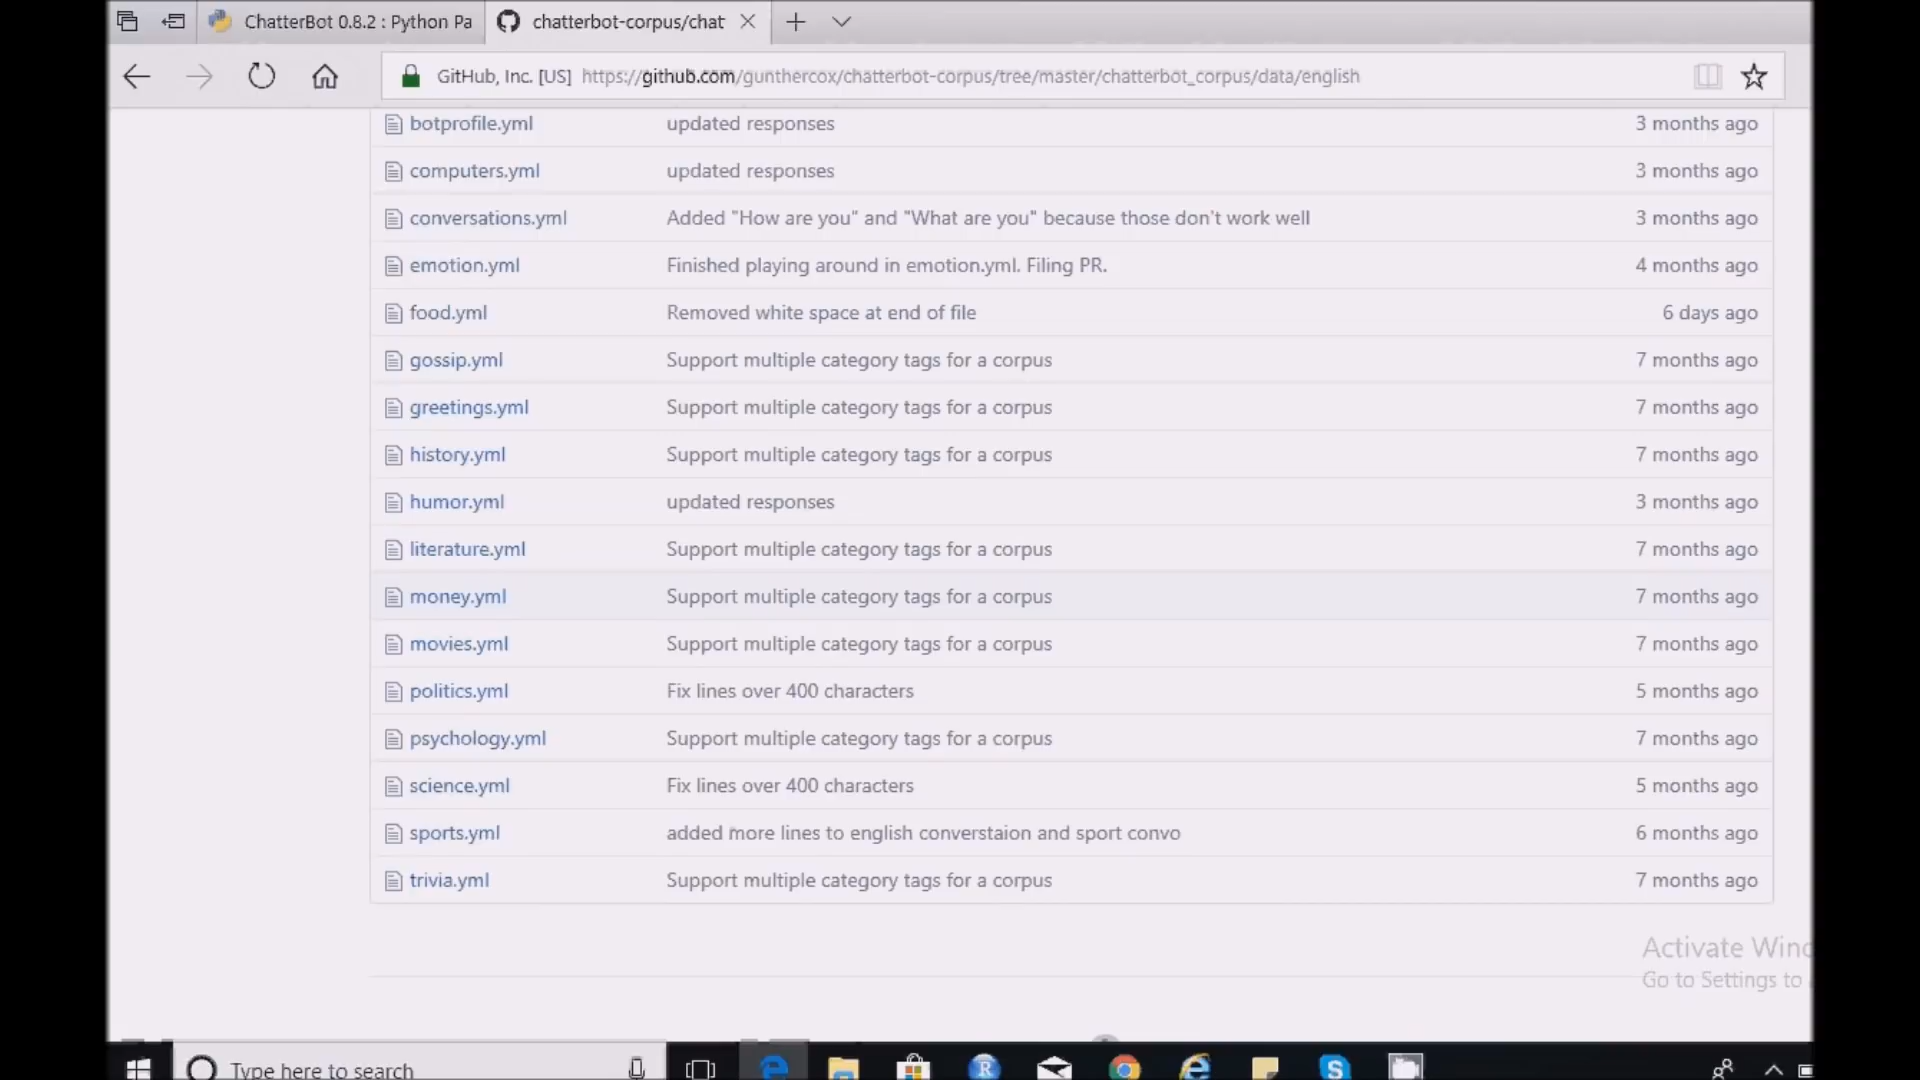 ChatterBot 0.8.2 : Python Pa
chatterbot-corpus/chat
GitHub, Inc. [US] https://github.com/gunthercox/chatterbot-corpus/tree/master/chatterbot_corpus/data/english
botprofile.yml updated responses 3 months ago
computers.yml updated responses 3 months ago
conversations.yml Added "How are you" and "What are you" because those don't work well 3 months ago
emotion.yml Finished playing around in emotion.yml. Filing PR. 4 months ago
food.yml Removed white space at end of file 6 days ago
gossip.yml Support multiple category tags for a corpus 7 months ago
greetings.yml Support multiple category tags for a corpus 7 months ago
history.yml Support multiple category tags for a corpus 7 months ago
humor.yml updated responses 3 months ago
literature.yml Support multiple category tags for a corpus 7 months ago
money.yml Support multiple category tags for a corpus 7 months ago
movies.yml Support multiple category tags for a corpus 7 months ago
politics.yml Fix lines over 400 characters 5 months ago
psychology.yml Support multiple category tags for a corpus 7 months ago
science.yml Fix lines over 400 characters 5 months ago
sports.yml added more lines to english converstaion and sport convo 6 months ago
trivia.yml Support multiple category tags for a corpus 7 months ago
Activate Wind
Go to Settings to
Type here to search